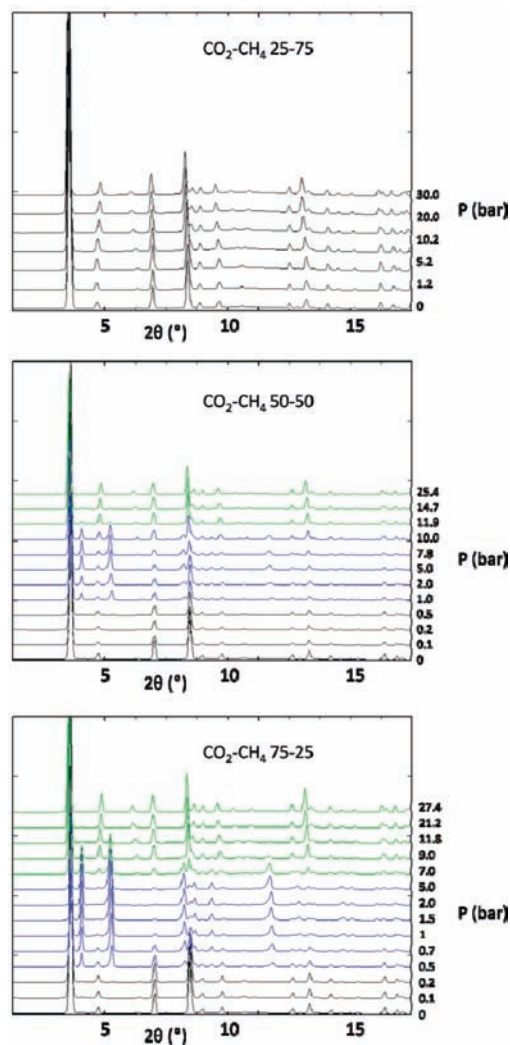 CO₂-CH₄ 25-75
30.0
20.0
10.2
5.2
1.2
0
P (bar)
5 10 15
2θ (°)
CO₂-CH₄ 50-50
25.4
14.7
11.9
10.0
7.8
5.0
2.0
1.0
0.5
0.2
0.1
0
P (bar)
5 10 15
2θ (°)
CO₂-CH₄ 75-25
27.4
21.2
11.8
9.0
7.0
5.0
2.0
1.5
1
0.7
0.5
0.2
0.1
0
P (bar)
5 10 15
2θ (°)